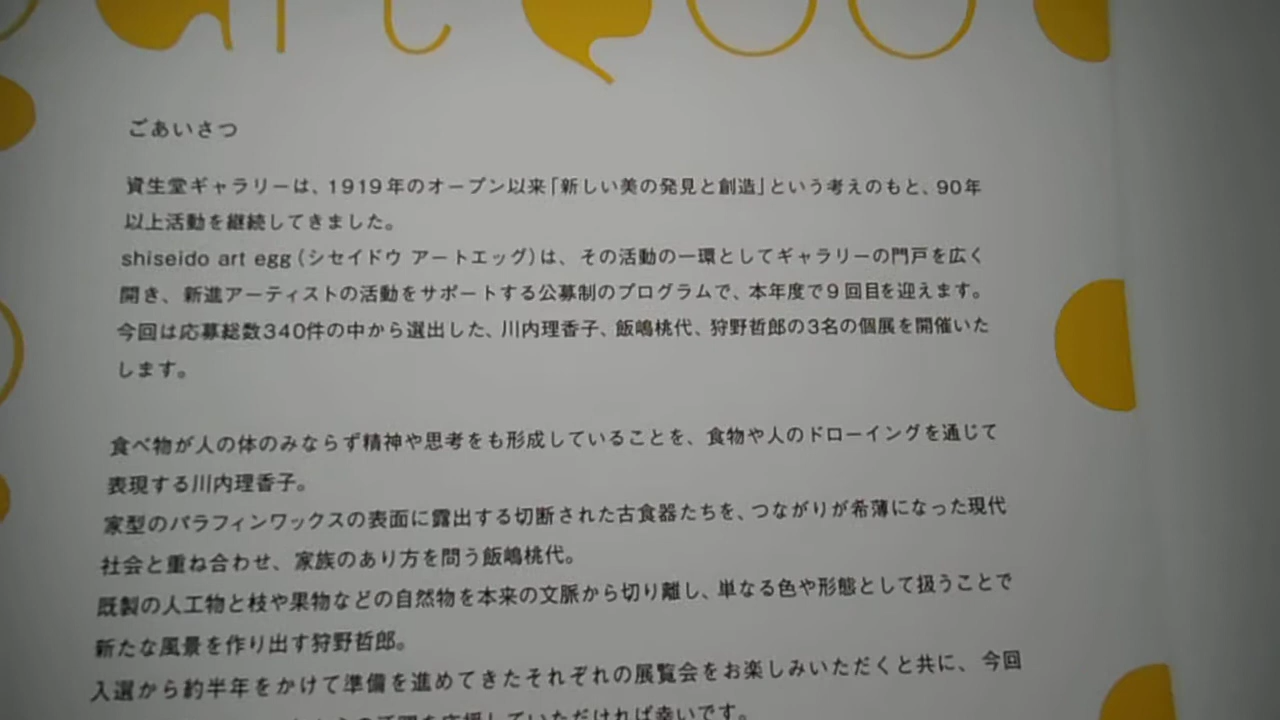 ごあいさつ
資生堂ギャラリーは、1919年のオープン以来「新しい美の発見と創造」という考えのもと、90年
以上活動を継続してきました。
shiseido art egg(シセイドウ アートエッグ)は、その活動の一環としてギャラリーの門戸を広く
開き、新進アーティストの活動をサポートする公募制のプログラムで、本年度で9回目を迎えます。
今回は応募総数340件の中から選出した、川内理香子、飯嶋桃代、狩野哲郎の3名の個展を開催いた
します。
食べ物が人の体のみならず精神や思考をも形成していることを、食物や人のドローイングを通じて
表現する川内理香子。
家型のパラフィンワックスの表面に露出する切断された古食器たちを、つながりが希薄になった現代
社会と重ね合わせ、家族のあり方を問う飯嶋桃代。
既製の人工物と枝や果物などの自然物を本来の文脈から切り離し、単なる色や形態として扱うことで
新たな風景を作り出す狩野哲郎。
入選から約半年をかけて準備を進めてきたそれぞれの展覧会をお楽しみいただくと共に、今回
していただければ幸いです。